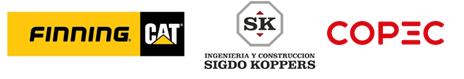 FINNING CAT
SK
INGENIERIA Y CONSTRUCCION
SIGDO KOPPERS
COPEC